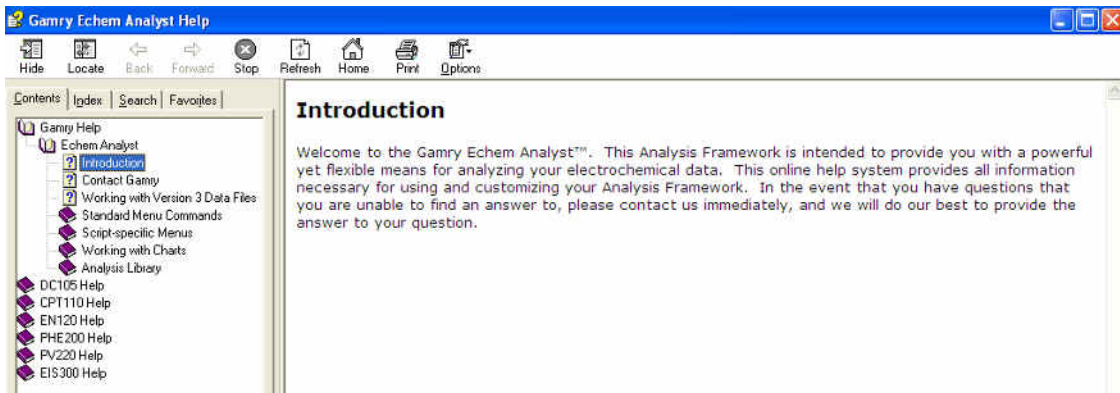 Gamry Echem Analyst Help
Hide Locate Back Forward Stop Refresh Home Print Options
Contents Index Search Favorites
Gamry Help
Echem Analyst
Introduction
Contact Gamry
Working with Version 3 Data Files
Standard Menu Commands
Script-specific Menus
Working with Charts
Analysis Library
DC105 Help
CPT110 Help
EN120 Help
PHE200 Help
PV220 Help
EIS300 Help
Introduction
Welcome to the Gamry Echem Analyst™. This Analysis Framework is intended to provide you with a powerful
yet flexible means for analyzing your electrochemical data. This online help system provides all information
necessary for using and customizing your Analysis Framework. In the event that you have questions that
you are unable to find an answer to, please contact us immediately, and we will do our best to provide the
answer to your question.